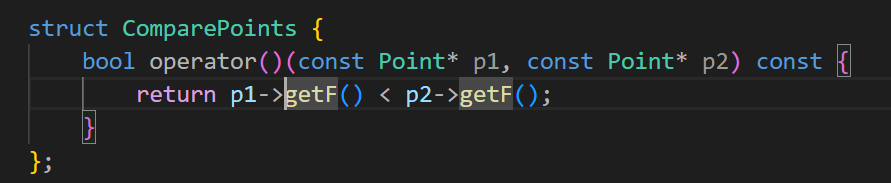 struct ComparePoints {
    bool operator()(const Point* p1, const Point* p2) const {
        return p1->getF() < p2->getF();
    }
};